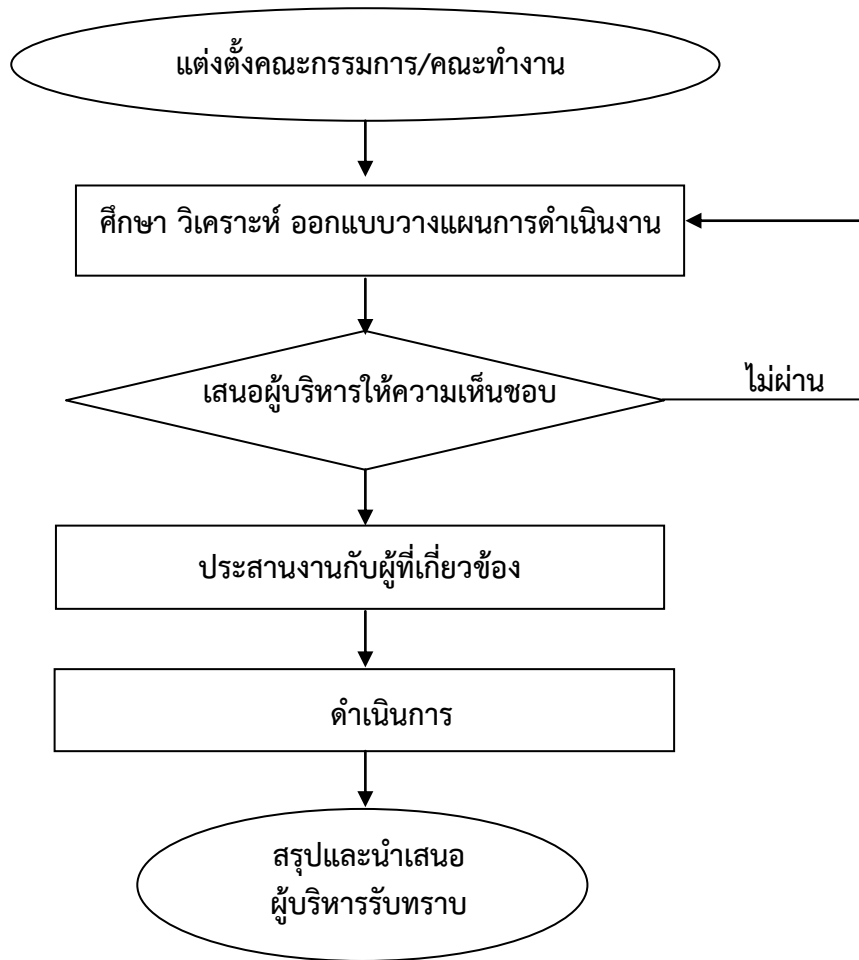 แต่งตั้งคณะกรรมการ/คณะทำงาน
ศึกษา วิเคราะห์ ออกแบบวางแผนการดำเนินงาน
เสนอผู้บริหารให้ความเห็นชอบ
ไม่ผ่าน
ประสานงานกับผู้ที่เกี่ยวข้อง
ดำเนินการ
สรุปและนำเสนอ
ผู้บริหารรับทราบ